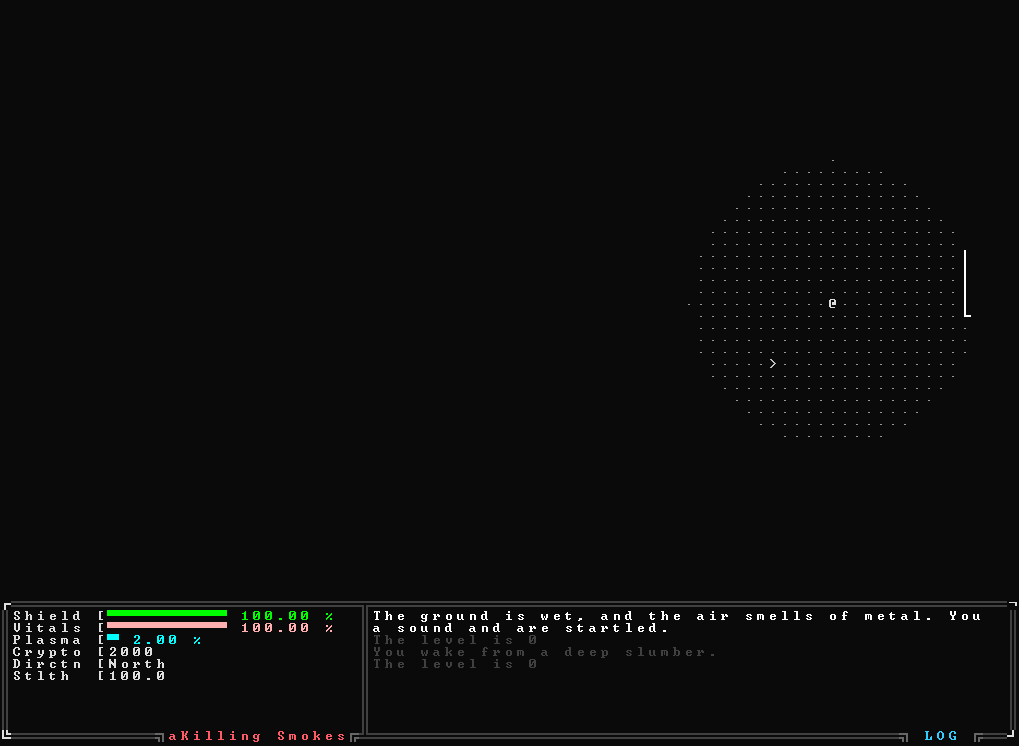 @
>
Shield [ 100.00 %
Vitals [ 100.00 %
Plasma [ 2.00 %
Crypto [2000
Dirctn [North
Stlth [100.0
aKilling Smokes
The ground is wet, and the air smells of metal. You
a sound and are startled.
The level is 0
You wake from a deep slumber.
The level is 0
LOG